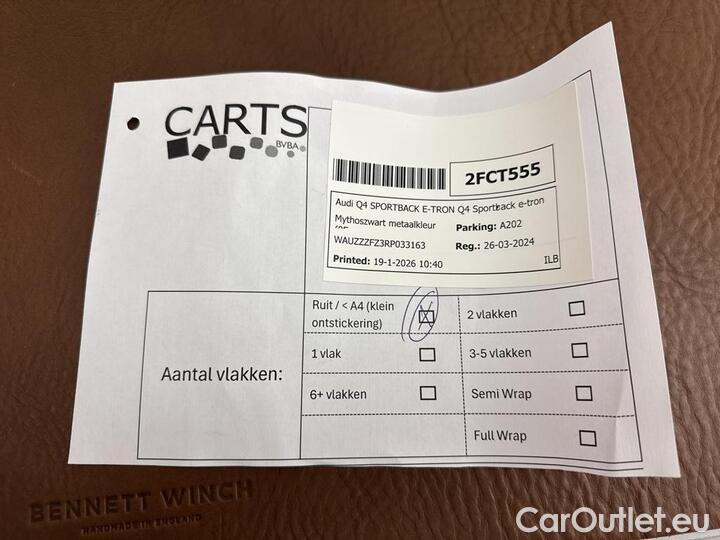 CARTS
BVBA
2FCT555
Audi Q4 SPORTBACK E-TRON Q4 Sportback e-tron
Mythoszwart metaalkleur
Parking: A202
WAUZZZFZ3RP033163
Reg.: 26-03-2024
Printed: 19-1-2026 10:40
ILB
Aantal vlakken:
Ruit / < A4 (klein
ontstickering)
2 vlakken
1 vlak
3-5 vlakken
6+ vlakken
Semi Wrap
Full Wrap
BENNETT WINCH
HANDMADE IN ENGLAND
CarOutlet.eu